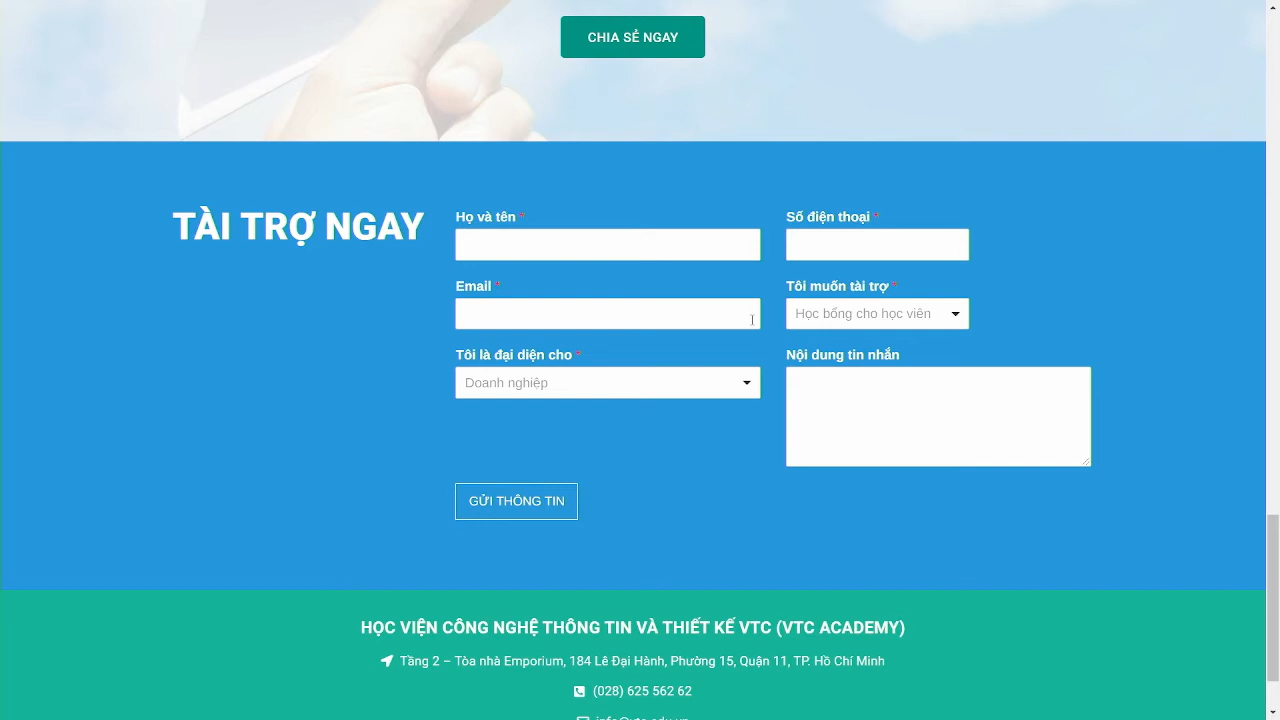 CHIA SẺ NGAY
TÀI TRỢ NGAY
Họ và tên *
Số điện thoại *
Email *
Tôi muốn tài trợ *
Học bổng cho học viên
Tôi là đại diện cho *
Doanh nghiệp
Nội dung tin nhắn
GỬI THÔNG TIN
HỌC VIỆN CÔNG NGHỆ THÔNG TIN VÀ THIẾT KẾ VTC (VTC ACADEMY)
Tầng 2 – Tòa nhà Emporium, 184 Lê Đại Hành, Phường 15, Quận 11, TP. Hồ Chí Minh
(028) 625 562 62